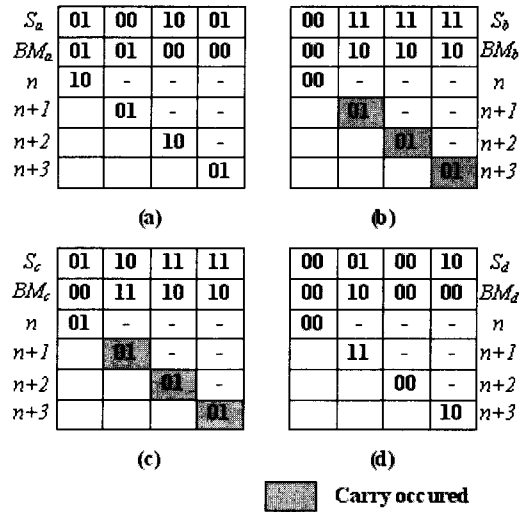 Sa 01 00 10 01
BMa 01 01 00 00
n 10 - - -
n+1 01 - -
n+2 10 -
n+3 01
(a)
00 11 11 11 Sb
00 10 10 10 BMb
00 - - - n
01 - - n+1
01 - n+2
01 n+3
(b)
Sc 01 10 11 11
BMc 00 11 10 10
n 01 - - -
n+1 01 - -
n+2 01 -
n+3 01
(c)
00 01 00 10 Sd
00 10 00 00 BMd
00 - - - n
11 - - n+1
00 - n+2
10 n+3
(d)
Carry occured